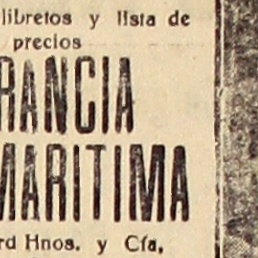 libretos y lista de
precios
RANCIA
MARITIMA
rd Hnos. y Cía,